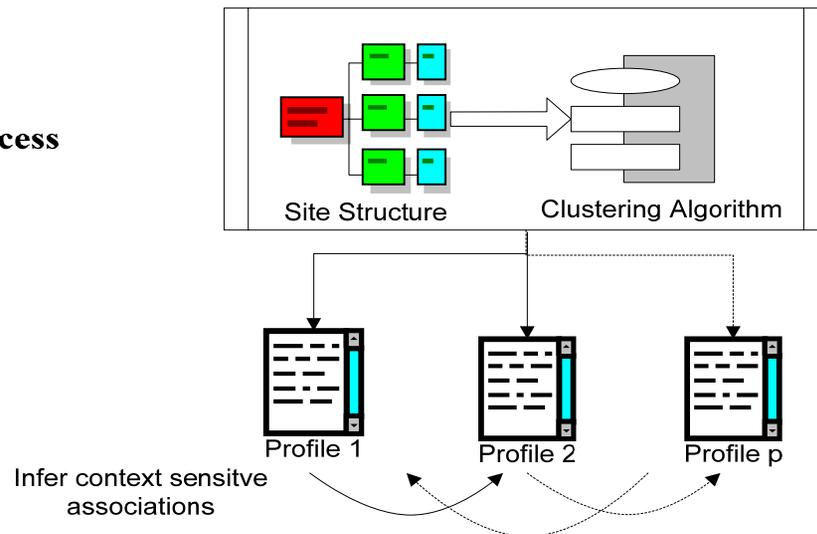 cess
Site Structure
Clustering Algorithm
Profile 1
Profile 2
Profile p
Infer context sensitve
associations